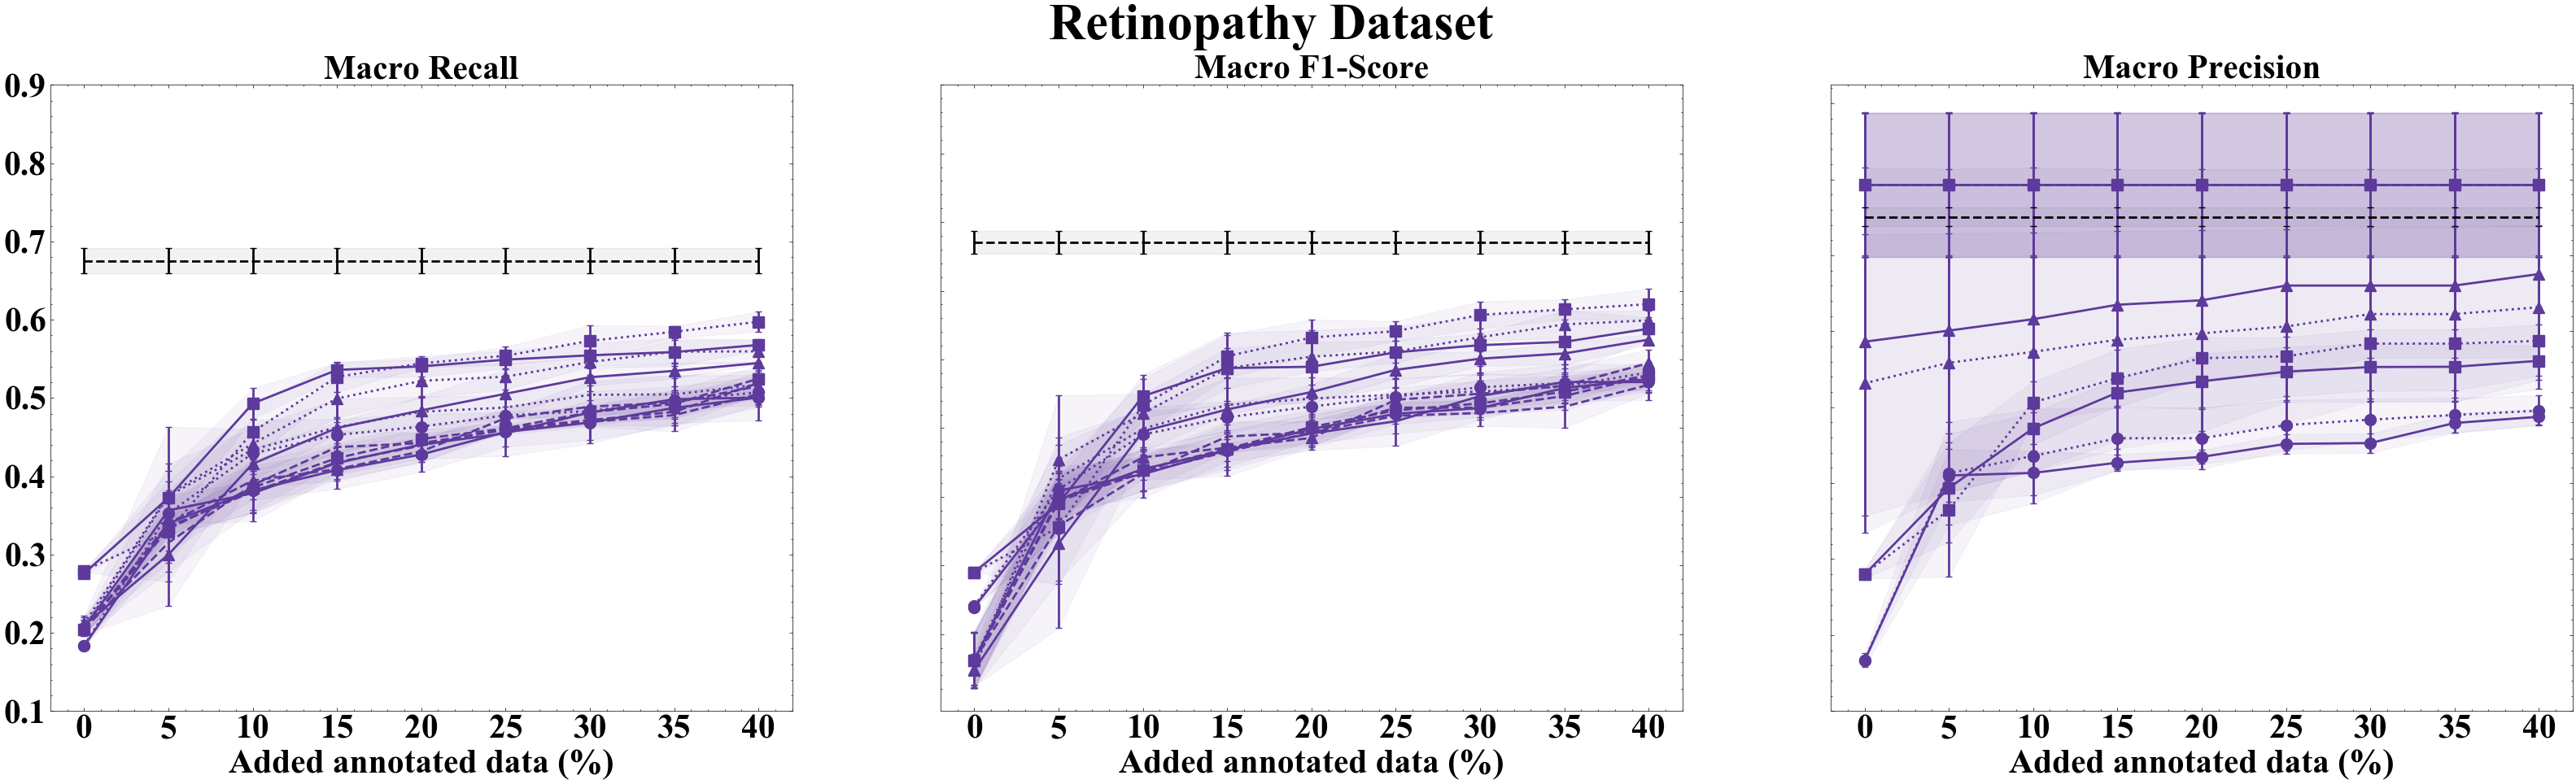 Retinopathy Dataset
Macro Recall
0.9
0.8
0.7
0.6
0.5
0.4
0.3
0.2
0.1
0 5 10 15 20 25 30 35 40
Added annotated data (%)
Macro F1-Score
0 5 10 15 20 25 30 35 40
Added annotated data (%)
Macro Precision
0 5 10 15 20 25 30 35 40
Added annotated data (%)